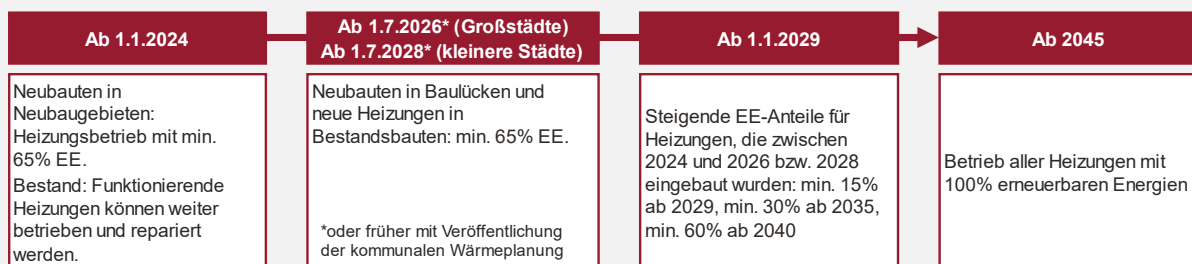 Ab 1.1.2024
Neubauten in
Neubaugebieten:
Heizungsbetrieb mit min.
65% EE.
Bestand: Funktionierende
Heizungen können weiter
betrieben und repariert
werden.
Ab 1.7.2026* (Großstädte)
Ab 1.7.2028* (kleinere Städte)
Neubauten in Baulücken und
neue Heizungen in
Bestandsbauten: min. 65% EE.
*oder früher mit Veröffentlichung
der kommunalen Wärmeplanung
Ab 1.1.2029
Steigende EE-Anteile für
Heizungen, die zwischen
2024 und 2026 bzw. 2028
eingebaut wurden: min. 15%
ab 2029, min. 30% ab 2035,
min. 60% ab 2040
Ab 2045
Betrieb aller Heizungen mit
100% erneuerbaren Energien